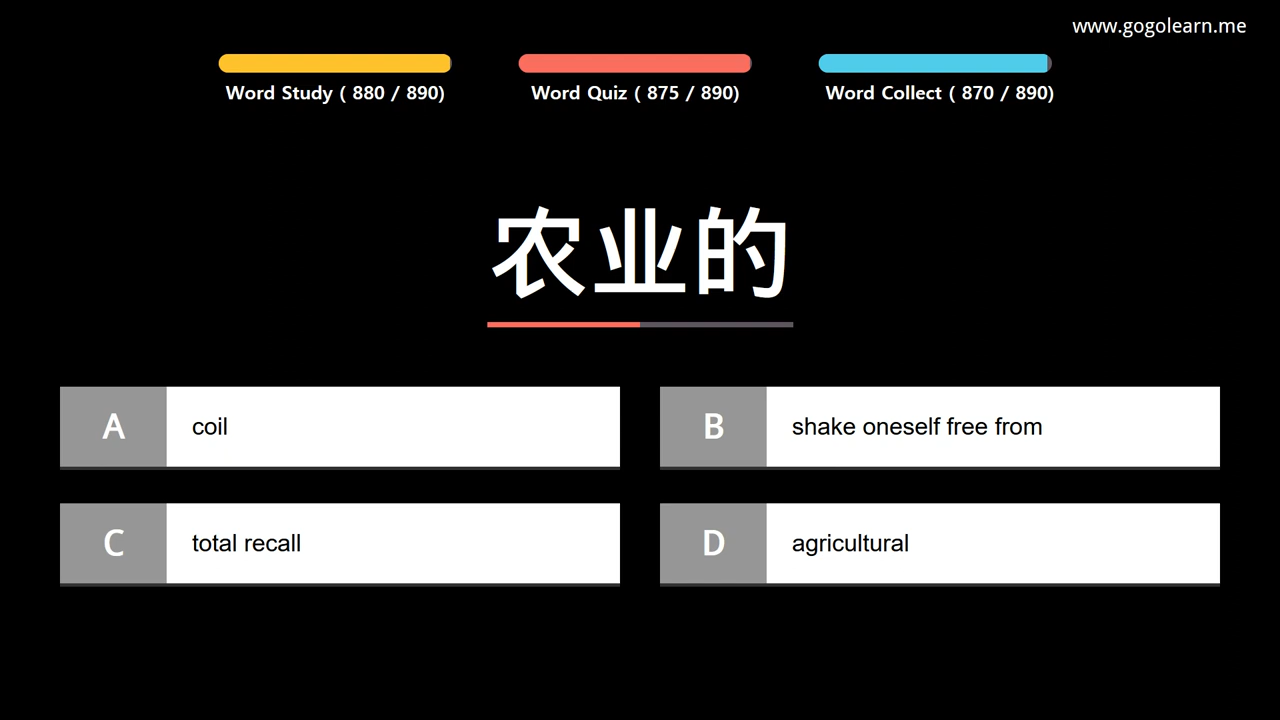 www.gogolearn.me
Word Study ( 880 / 890)
Word Quiz ( 875 / 890)
Word Collect ( 870 / 890)
农业的
A
coil
B
shake oneself free from
C
total recall
D
agricultural